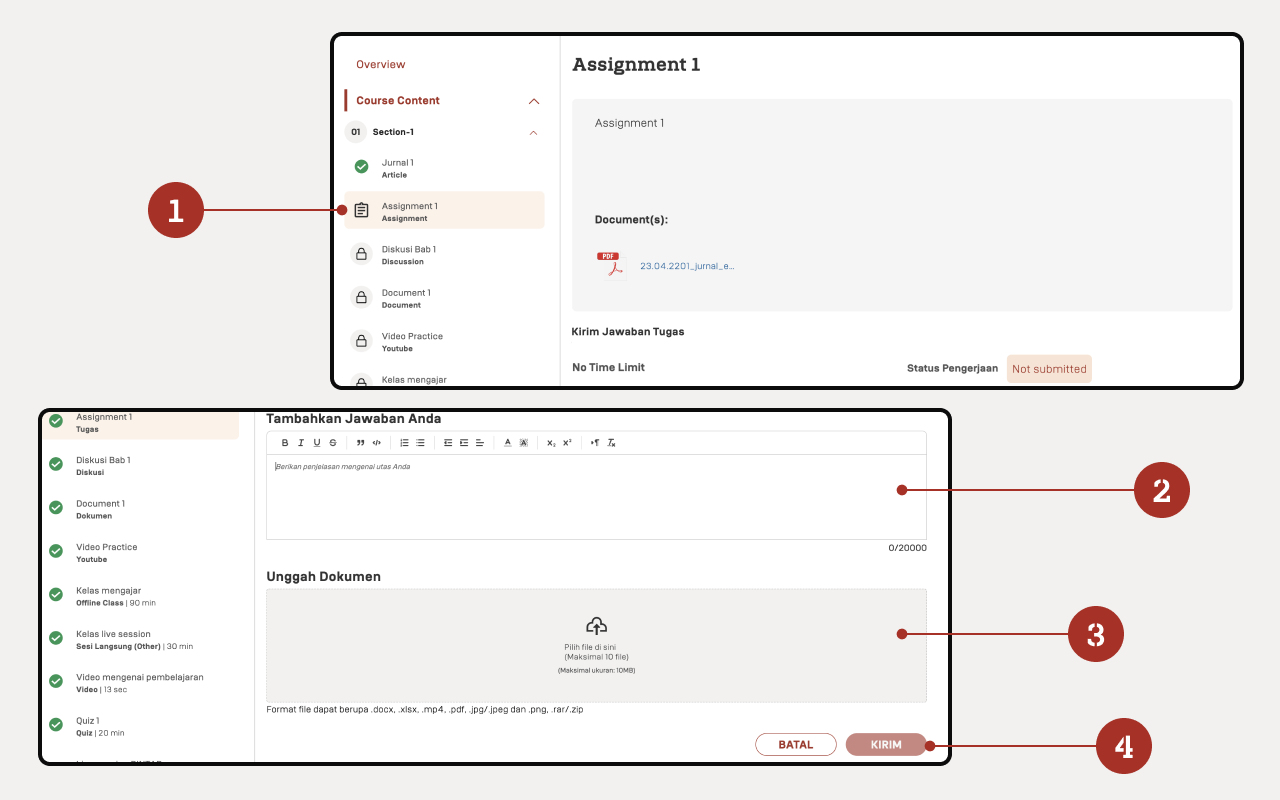 Overview
Course Content
01 Section-1
Jurnal 1
Article
Assignment 1
Assignment
Diskusi Bab 1
Discussion
Document 1
Document
Video Practice
Youtube
Kelas mengajar
Assignment 1
Assignment 1
Document(s):
PDF
23.04.2201_jurnal_e...
Kirim Jawaban Tugas
No Time Limit
Status Pengerjaan Not submitted
1
Assignment 1
Tugas
Diskusi Bab 1
Diskusi
Document 1
Dokumen
Video Practice
Youtube
Kelas mengajar
Offline Class | 90 min
Kelas live session
Sesi Langsung (Other) | 30 min
Video mengenai pembelajaran
Video | 13 sec
Quiz 1
Quiz | 20 min
Tambahkan Jawaban Anda
B I U S
A A
X₂ X²
Berikan penjelasan mengenai utas Anda
0/20000
Unggah Dokumen
Pilih file di sini
(Maksimal 10 file)
(Maksimal ukuran: 10MB)
Format file dapat berupa .docx, .xlsx, .mp4, .pdf, .jpg/.jpeg dan .png, .rar/.zip
BATAL
KIRIM
2
3
4